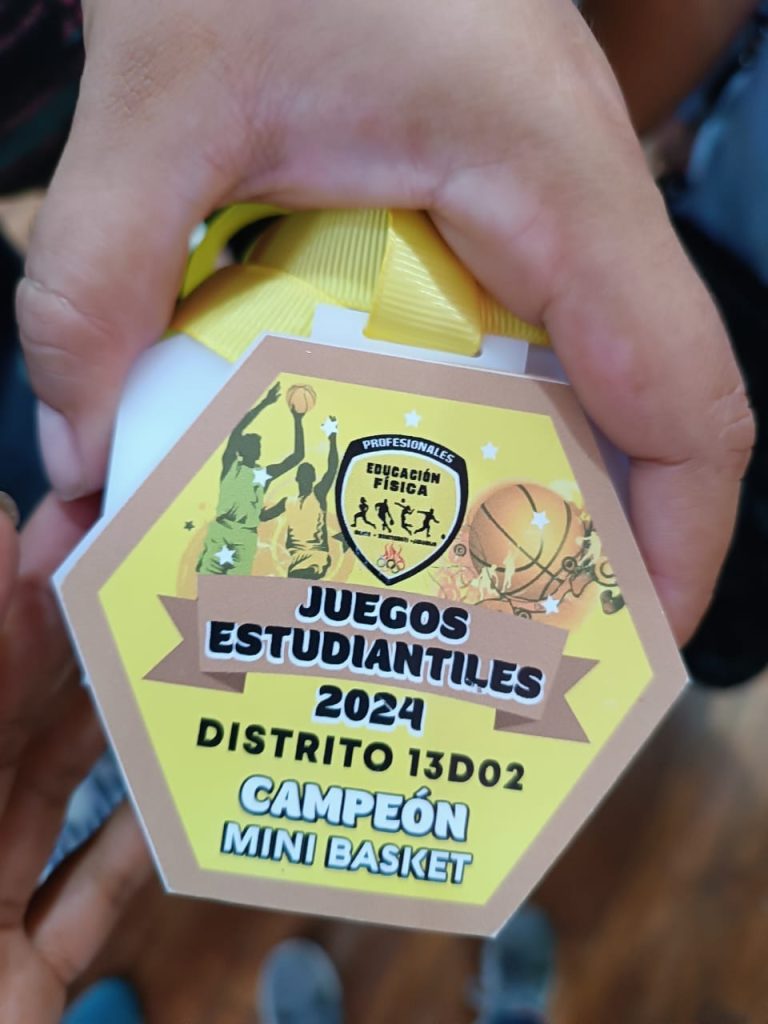 PROFESIONALES
EDUCACIÓN
FÍSICA
JUEGOS
ESTUDIANTILES
2024
DISTRITO 13D02
CAMPEÓN
MINI BASKET